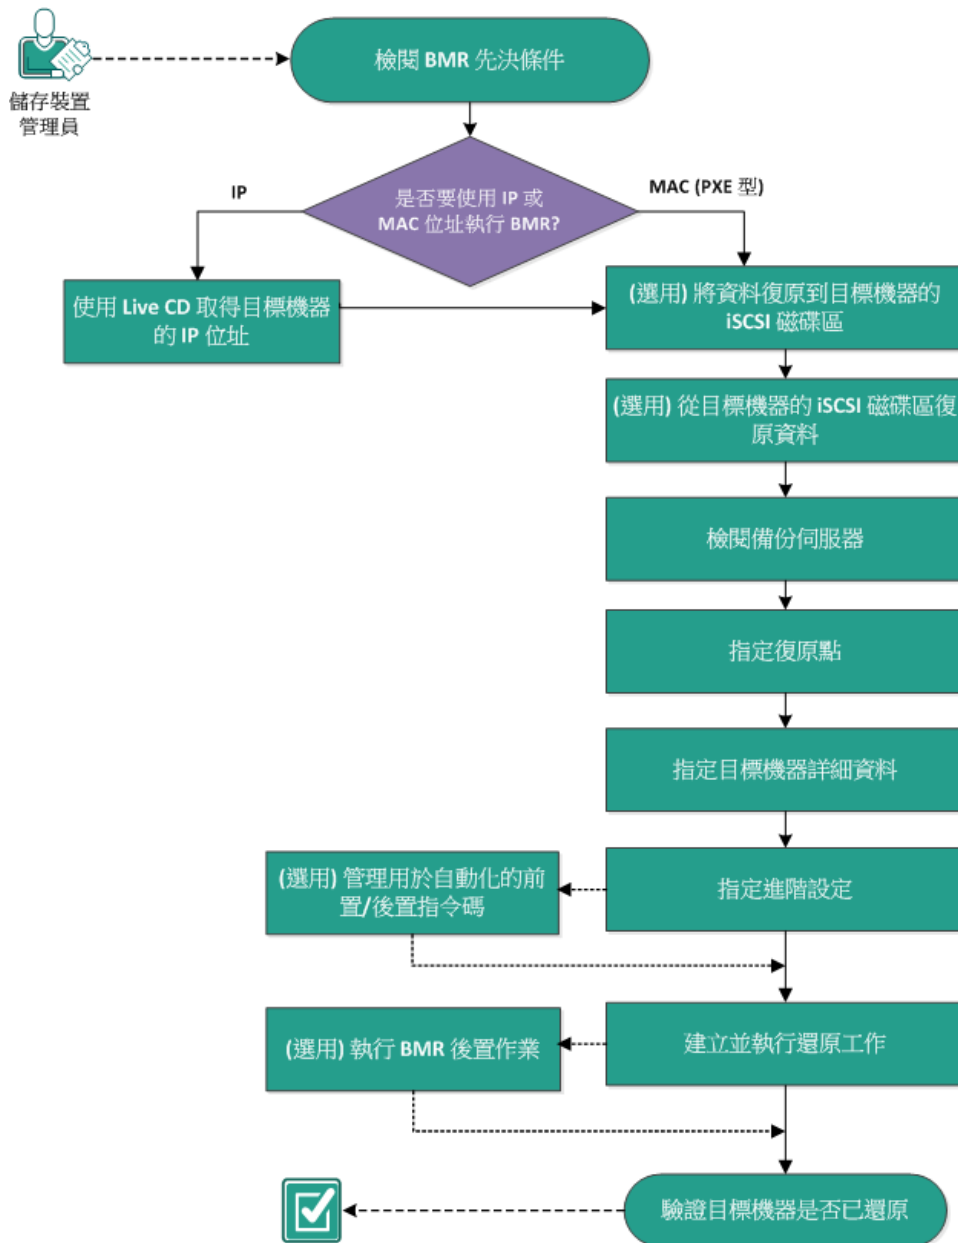 儲存裝置
管理員
檢閱 BMR 先決條件
是否要使用 IP 或
MAC 位址執行 BMR?
IP
MAC (PXE 型)
使用 Live CD 取得目標機器
的 IP 位址
(選用) 將資料復原到目標機器的
iSCSI 磁碟區
(選用) 從目標機器的 iSCSI 磁碟區復
原資料
檢閱備份伺服器
指定復原點
指定目標機器詳細資料
指定進階設定
(選用) 管理用於自動化的前
置/後置指令碼
建立並執行還原工作
(選用) 執行 BMR 後置作業
驗證目標機器是否已還原